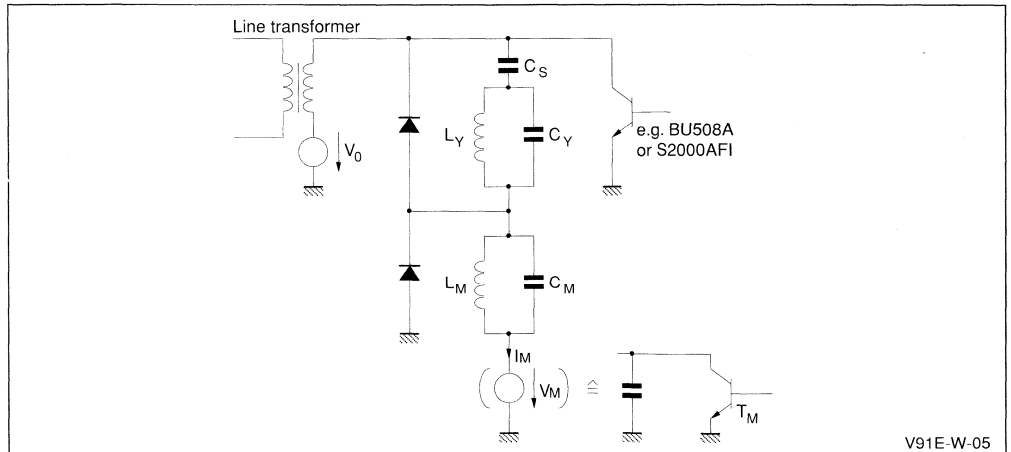 Line transformer
C_S
L_Y
C_Y
e.g. BU508A
or S2000AFI
V_0
L_M
C_M
I_M
( V_M ) ≙
T_M
V91E-W-05